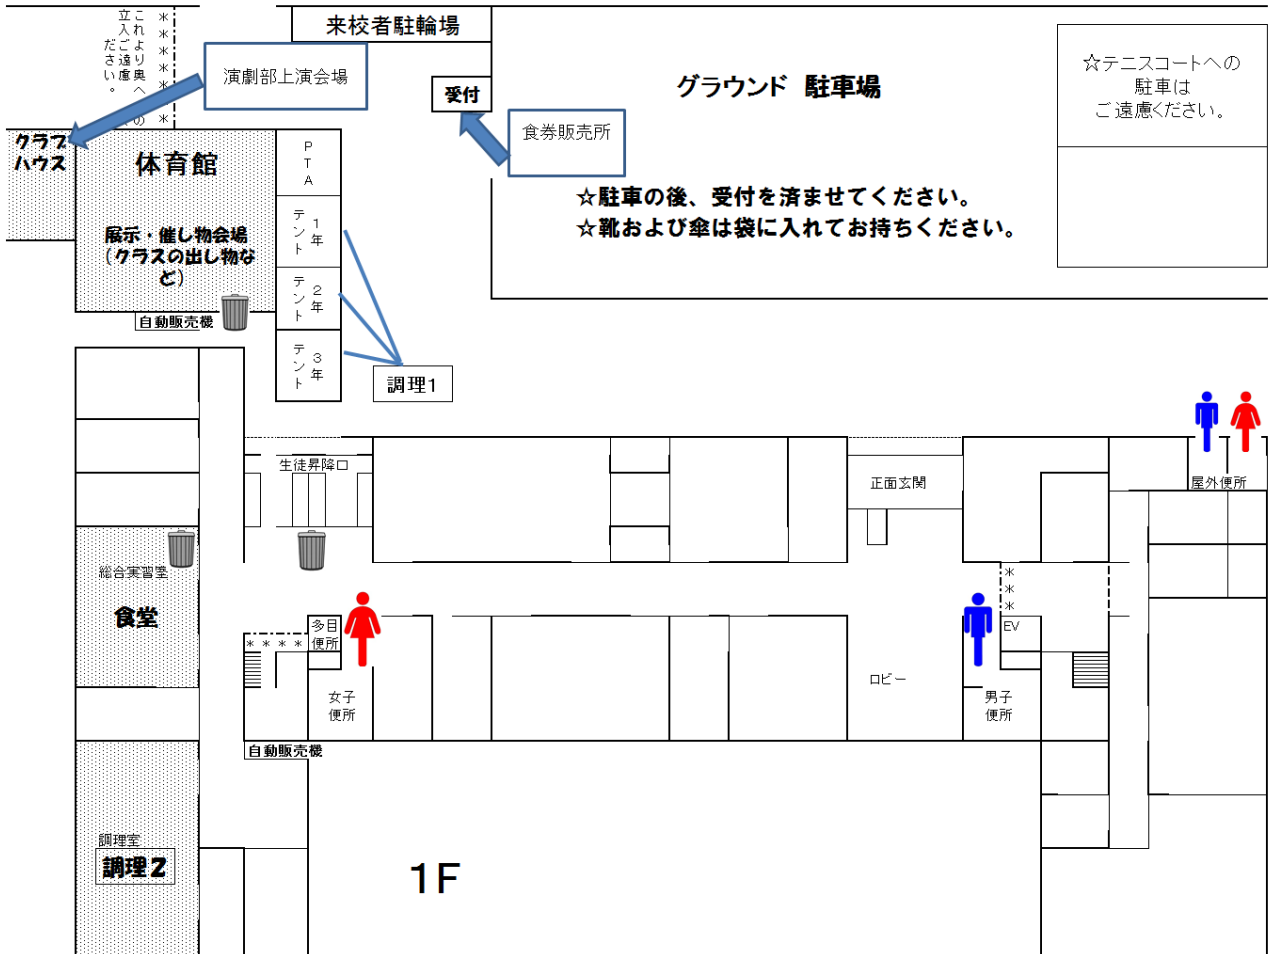 来校者駐輪場
これより奥への
立入ご遠慮
ください。
＊＊＊＊＊＊
演劇部上演会場
受付
食券販売所
グラウンド 駐車場
☆テニスコートへの
駐車は
ご遠慮ください。
☆駐車の後、受付を済ませてください。
☆靴および傘は袋に入れてお持ちください。
クラブ
ハウス
体育館
展示・催し物会場
（クラスの出し物な
ど）
自動販売機
PTA
1年
テント
2年
テント
3年
テント
調理1
生徒昇降口
正面玄関
屋外便所
総合実習室
食堂
多目
便所
＊＊＊＊
女子
便所
自動販売機
ロビー
＊＊＊
EV
男子
便所
調理室
調理2
1F